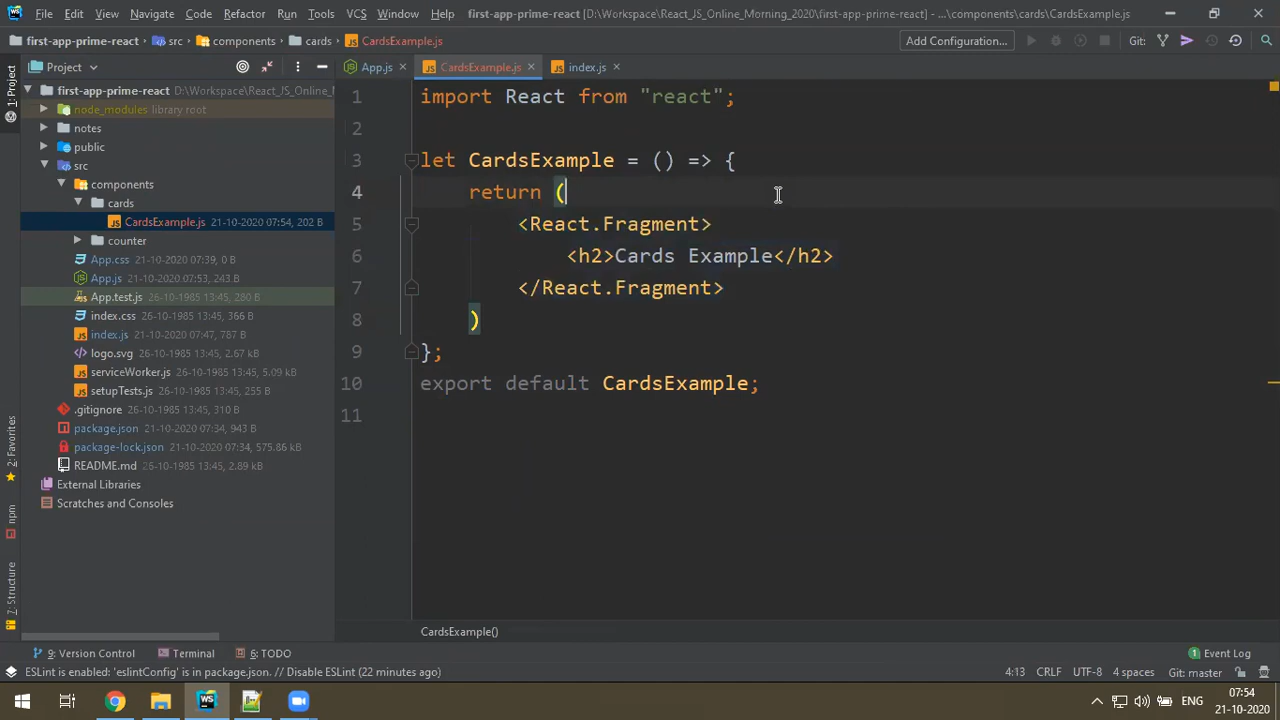 File Edit View Navigate Code Refactor Run Tools VCS Window Help first-app-prime-react [D:\Workspace\React_JS_Online_Morning_2020\first-app-prime-react] - ...\components\cards\CardsExample.js
first-app-prime-react src components cards CardsExample.js Add Configuration... Git:
Project App.js CardsExample.js index.js
1: Project
first-app-prime-react D:\Workspace\React_JS_Online_M
node_modules library root
notes
public
src
components
cards
CardsExample.js 21-10-2020 07:54, 202 B
counter
App.css 21-10-2020 07:39, 0 B
App.js 21-10-2020 07:53, 243 B
App.test.js 26-10-1985 13:45, 280 B
index.css 26-10-1985 13:45, 366 B
index.js 21-10-2020 07:47, 787 B
logo.svg 26-10-1985 13:45, 2.67 kB
serviceWorker.js 26-10-1985 13:45, 5.09 kB
setupTests.js 26-10-1985 13:45, 255 B
.gitignore 26-10-1985 13:45, 310 B
package.json 21-10-2020 07:34, 943 B
package-lock.json 21-10-2020 07:34, 575.86 kB
README.md 26-10-1985 13:45, 2.89 kB
External Libraries
Scratches and Consoles
2: Favorites
npm
7: Structure
1 import React from "react";
2
3 let CardsExample = () => {
4 return (
5 <React.Fragment>
6 <h2>Cards Example</h2>
7 </React.Fragment>
8 )
9 };
10 export default CardsExample;
11
CardsExample()
9: Version Control Terminal 6: TODO 1 Event Log
ESLint is enabled: 'eslintConfig' is in package.json. // Disable ESLint (22 minutes ago) 4:13 CRLF UTF-8 4 spaces Git: morning
WS ENG 07:54
21-10-2020